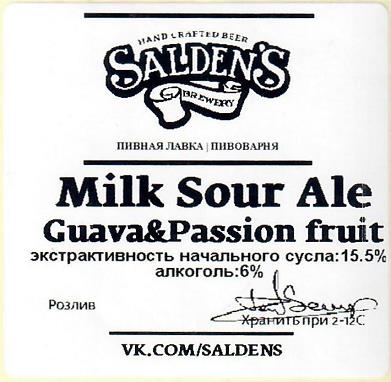 HAND CRAFTED BEER
SALDEN'S
BREWERY
ПИВНАЯ ЛАВКА | ПИВОВАРНЯ
Milk Sour Ale
Guava&Passion fruit
экстрактивность начального сусла:15.5%
алкоголь:6%
Розлив
Хранить при 2-12С
VK.COM/SALDENS